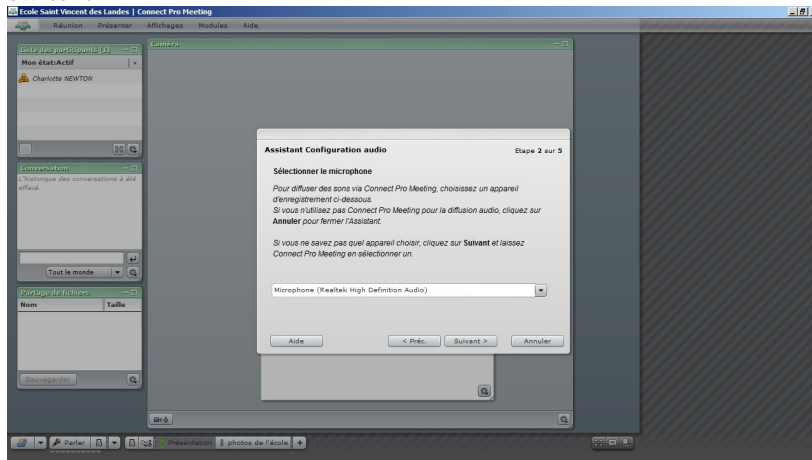 Ecole Saint Vincent des Landes | Connect Pro Meeting
Réunion Présenter Affichages Modules Aide
Liste des participants (1)
Mon état:Actif
Charlotte NEWTON
Conversation
L'historique des conversations à été
effacé.
Tout le monde
Partage de fichiers
Nom Taille
Sauvegarder
Caméra
Assistant Configuration audio Etape 2 sur 5
Sélectionner le microphone
Pour diffuser des sons via Connect Pro Meeting, choisissez un appareil
d'enregistrement ci-dessous.
Si vous n'utilisez pas Connect Pro Meeting pour la diffusion audio, cliquez sur
Annuler pour fermer l'Assistant.
Si vous ne savez pas quel appareil choisir, cliquez sur Suivant et laissez
Connect Pro Meeting en sélectionner un.
Microphone (Realtek High Definition Audio)
Aide < Préc. Suivant > Annuler
Parler Présentation photos de l'école +